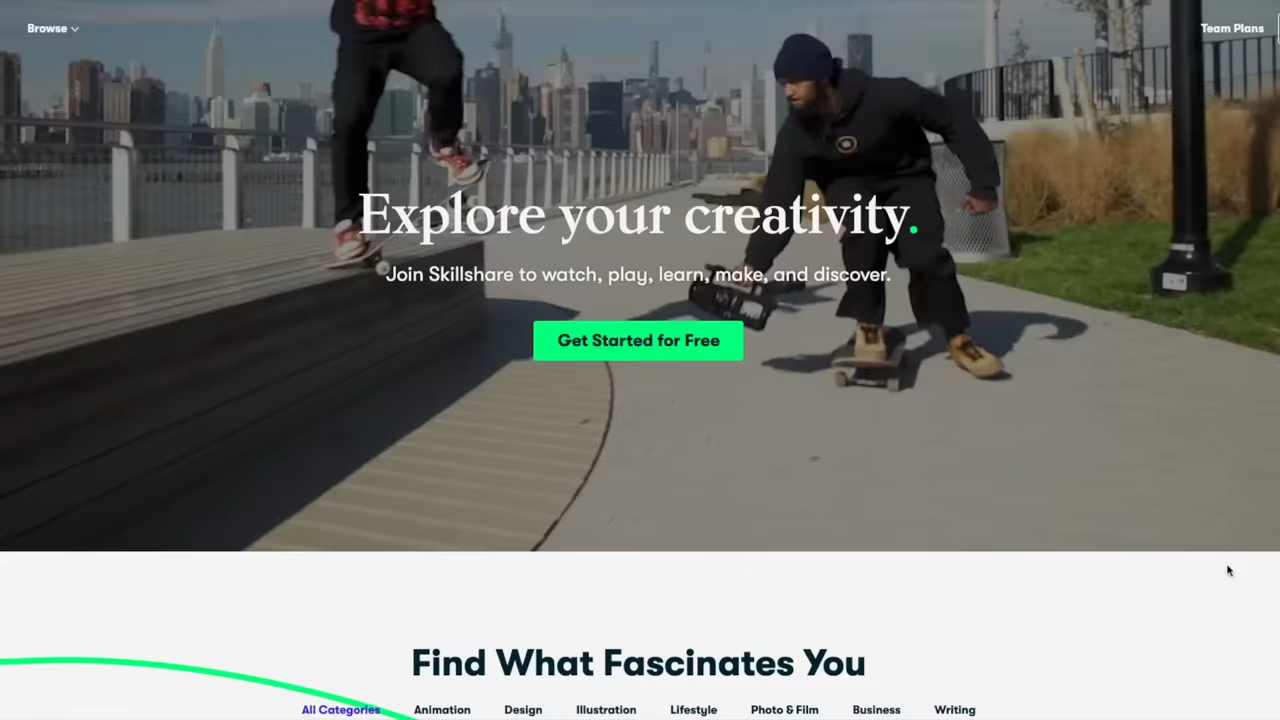 Browse
Team Plans
Explore your creativity.
Join Skillshare to watch, play, learn, make, and discover.
Get Started for Free
Find What Fascinates You
All Categories Animation Design Illustration Lifestyle Photo & Film Business Writing